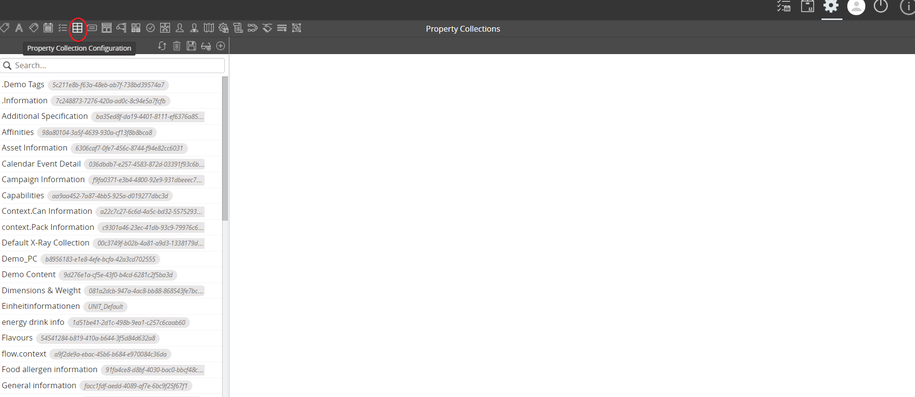 Property Collections
Property Collection Configuration
Search...
.Demo Tags 5c211e8b-f63a-48eb-ab7f-738bd39574a7
.Information 7c248873-7276-420a-ad0c-8c94e5a7fcfb
Additional Specification ba35ed8f-da19-4401-8111-ef6376a85...
Affinities 98a80104-3a5f-4639-930a-cf13f8b8bca8
Asset Information 6306caf7-0fe7-456c-8744-f94e82cc6031
Calendar Event Detail 036dbdb7-e257-4583-872d-03391f93c6b...
Campaign Information f9fa0371-e3b4-4800-92e9-931dbeeec7...
Capabilities aa9aa452-7a87-4bb5-925a-d019277dbc3d
Context.Can Information a22c7c27-6c6d-4a5c-bd32-5575293...
context.Pack Information c9301a46-23ec-41db-93c9-79976c6...
Default X-Ray Collection 00c3749f-b02b-4a81-a9d3-1338179d...
Demo_PC b8956183-e1e8-4efe-bcfa-42a3cd702555
Demo Content 9d276e1a-cf5e-43f0-b4cd-6281c2f5ba3d
Dimensions & Weight 081a2dcb-947a-4ac8-bb88-868543fe7bc...
Einheitinformationen UNIT_Default
energy drink info 1d51be41-2d1c-498b-9ea1-c257c6caab60
Flavours 54541284-b819-410a-b644-3f5d84d632a8
flow.context a9f2de9a-ebac-45b6-b684-e970084c36da
Food allergen information 91fa4ce8-d8bf-4030-bac0-bbcf48c...
General information facc1fdf-aedd-4089-af7e-6bc9f25f67f1